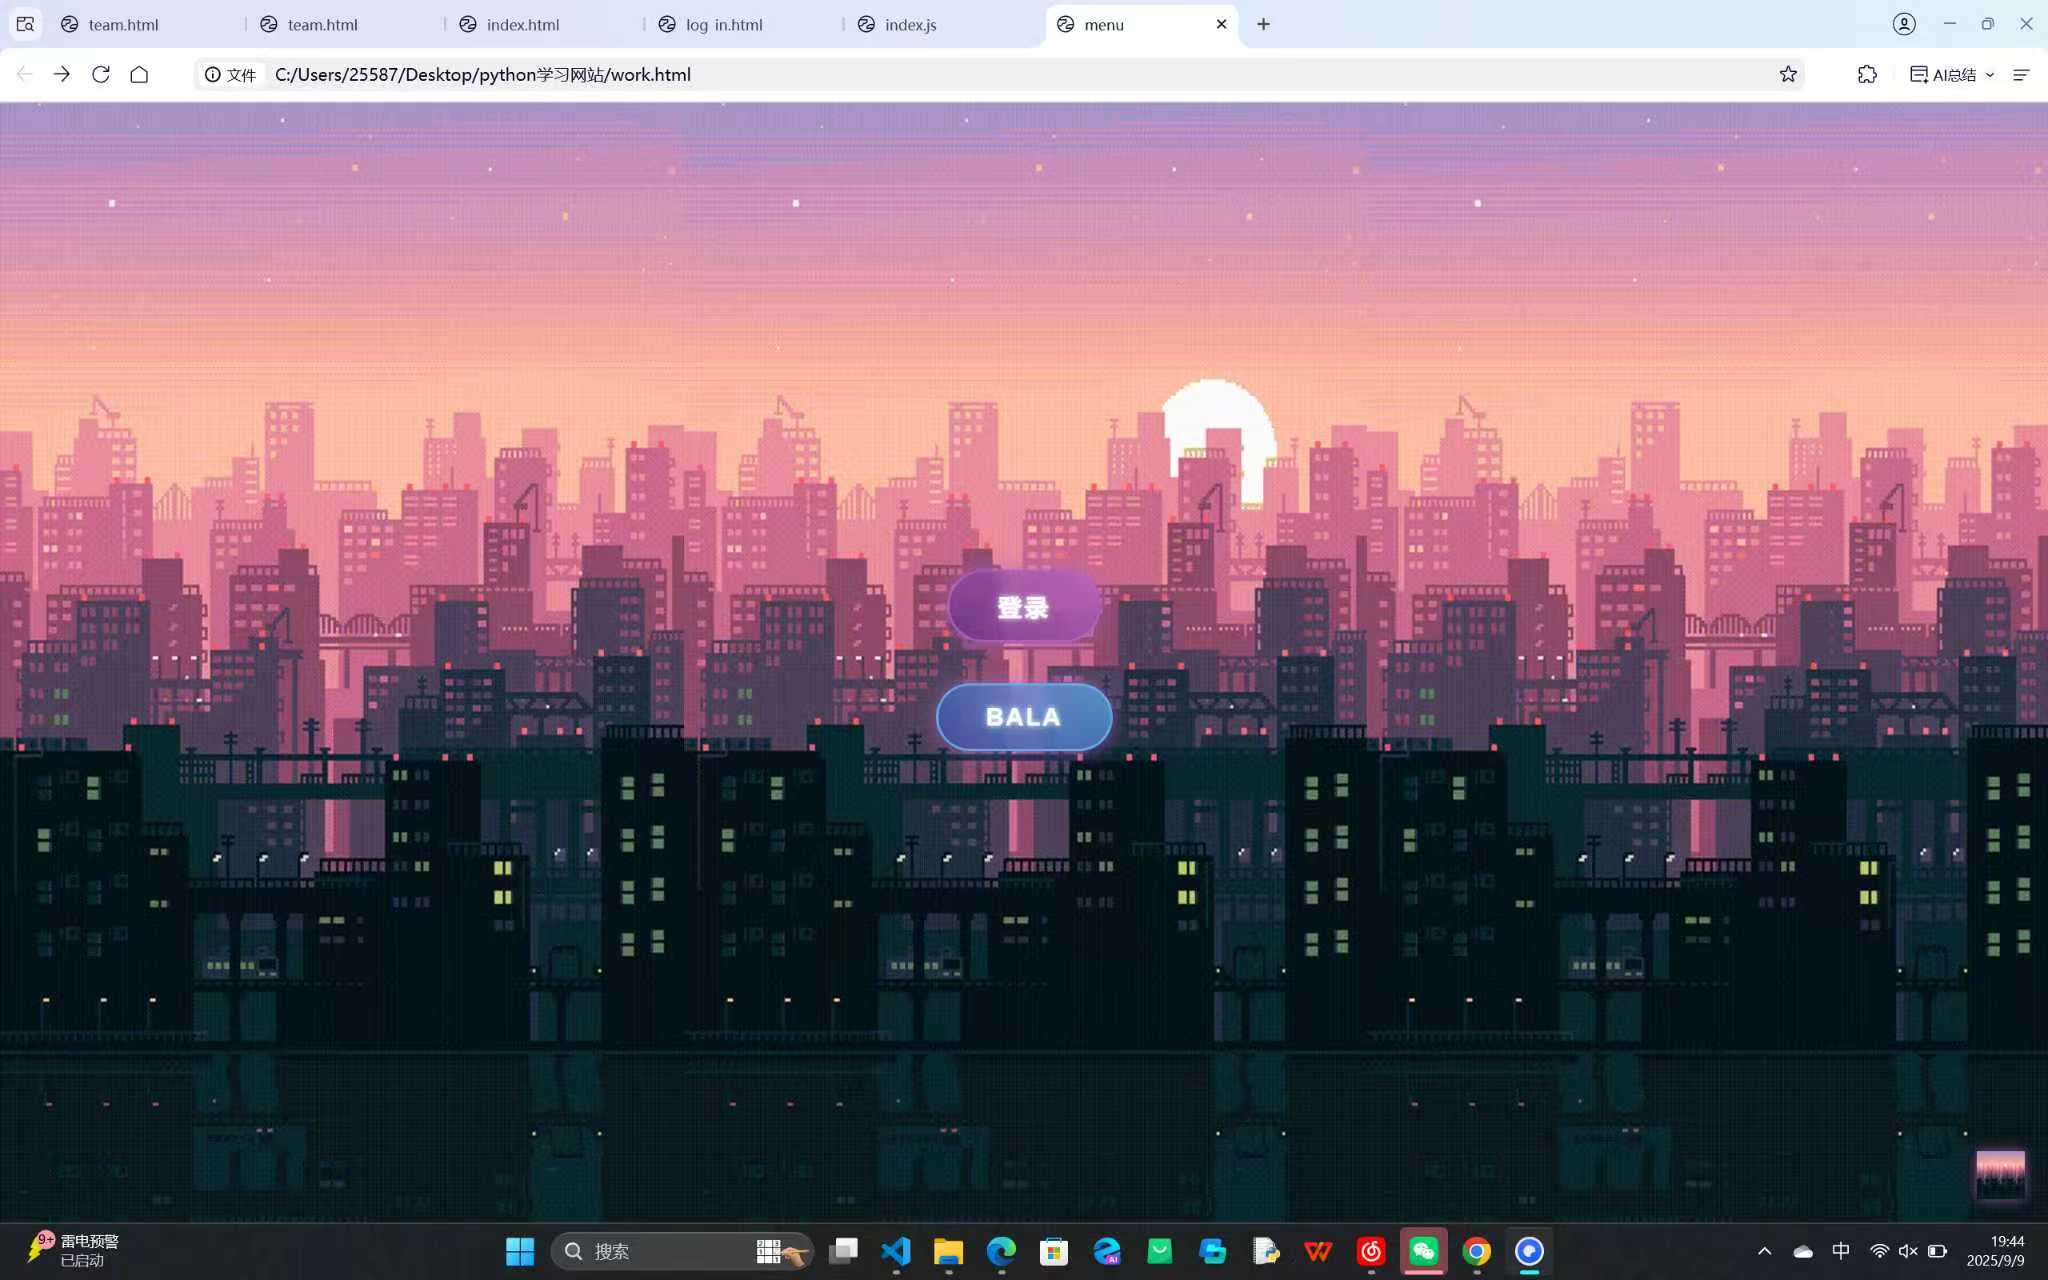 team.html
team.html
index.html
log in.html
index.js
menu
文件
C:/Users/25587/Desktop/python学习网站/work.html
AI总结
登录
BALA
9+
雷电预警
已启动
搜索
中
19:44
2025/9/9